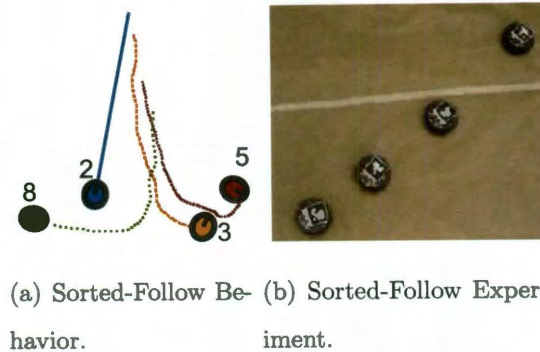 8
2
5
3
(a) Sorted-Follow Be-
havior.
(b) Sorted-Follow Exper
iment.